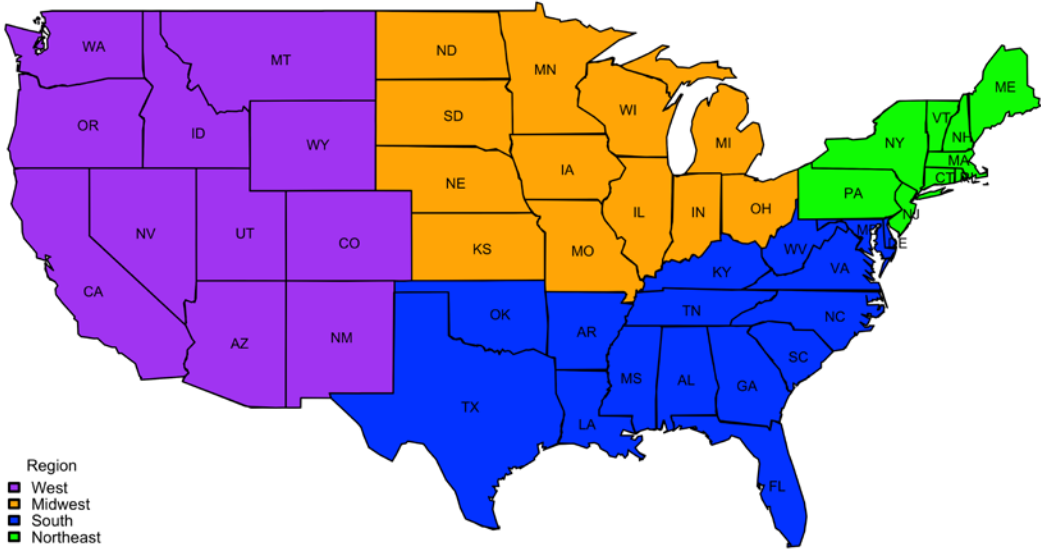 WA
MT
ND
MN
ME
OR
ID
SD
WI
VT
NH
WY
MI
NY
MA
CT
RI
NE
IA
PA
NJ
NV
UT
CO
IL
IN
OH
MD
DE
KS
MO
WV
KY
VA
CA
OK
TN
NC
AZ
NM
AR
SC
MS
AL
GA
TX
LA
FL
Region
West
Midwest
South
Northeast